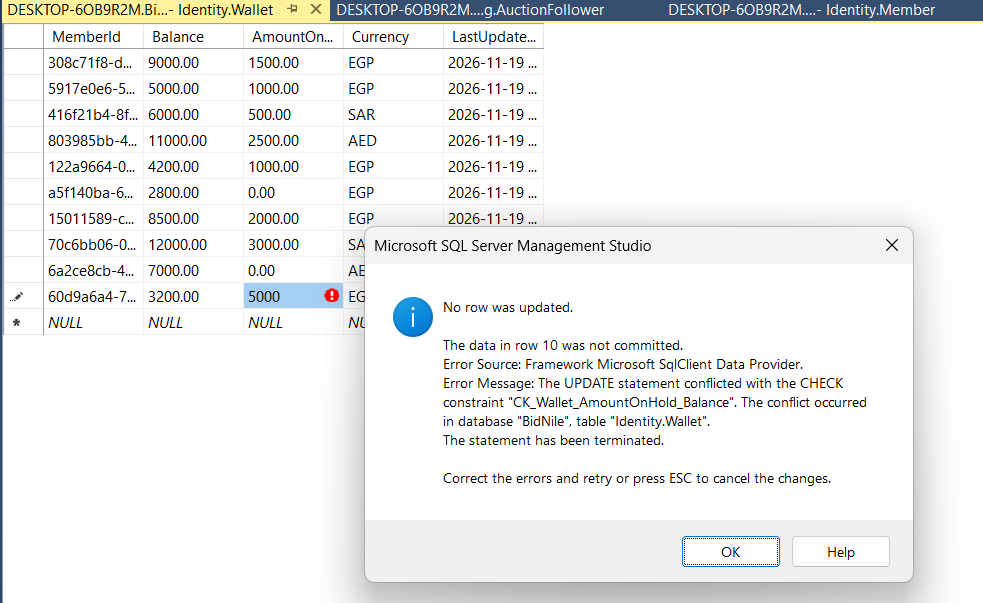 DESKTOP-6OB9R2M.Bi...- Identity.Wallet DESKTOP-6OB9R2M....g.AuctionFollower DESKTOP-6OB9R2M....- Identity.Member
MemberId Balance AmountOn... Currency LastUpdate...
308c71f8-d... 9000.00 1500.00 EGP 2026-11-19 ...
5917e0e6-5... 5000.00 1000.00 EGP 2026-11-19 ...
416f21b4-8f... 6000.00 500.00 SAR 2026-11-19 ...
803985bb-4... 11000.00 2500.00 AED 2026-11-19 ...
122a9664-0... 4200.00 1000.00 EGP 2026-11-19 ...
a5f140ba-6... 2800.00 0.00 EGP 2026-11-19 ...
15011589-c... 8500.00 2000.00 EGP 2026-11-19 ...
70c6bb06-0... 12000.00 3000.00 SA
6a2ce8cb-4... 7000.00 0.00 AE
60d9a6a4-7... 3200.00 5000 EG
NULL NULL NULL NU
Microsoft SQL Server Management Studio
No row was updated.
The data in row 10 was not committed.
Error Source: Framework Microsoft SqlClient Data Provider.
Error Message: The UPDATE statement conflicted with the CHECK
constraint "CK_Wallet_AmountOnHold_Balance". The conflict occurred
in database "BidNile", table "Identity.Wallet".
The statement has been terminated.
Correct the errors and retry or press ESC to cancel the changes.
OK Help